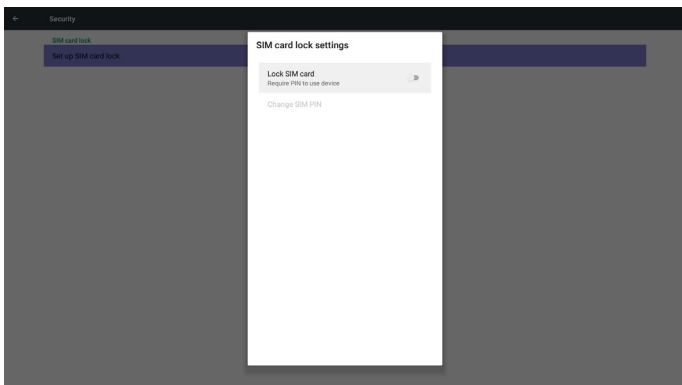 Security
SIM card lock
Set up SIM card lock
SIM card lock settings
Lock SIM card
Require PIN to use device
Change SIM PIN